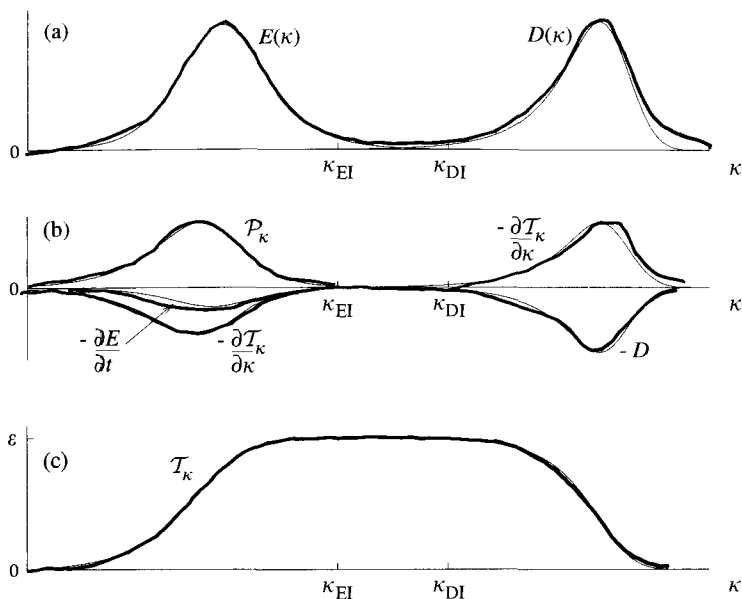 (a)
E(κ)
D(κ)
0
κ_EI
κ_DI
κ
(b)
𝒫_κ
- ∂𝒯_κ/∂κ
0
κ_EI
κ_DI
κ
- ∂E/∂t
- ∂𝒯_κ/∂κ
- D
ε
(c)
𝒯_κ
0
κ_EI
κ_DI
κ